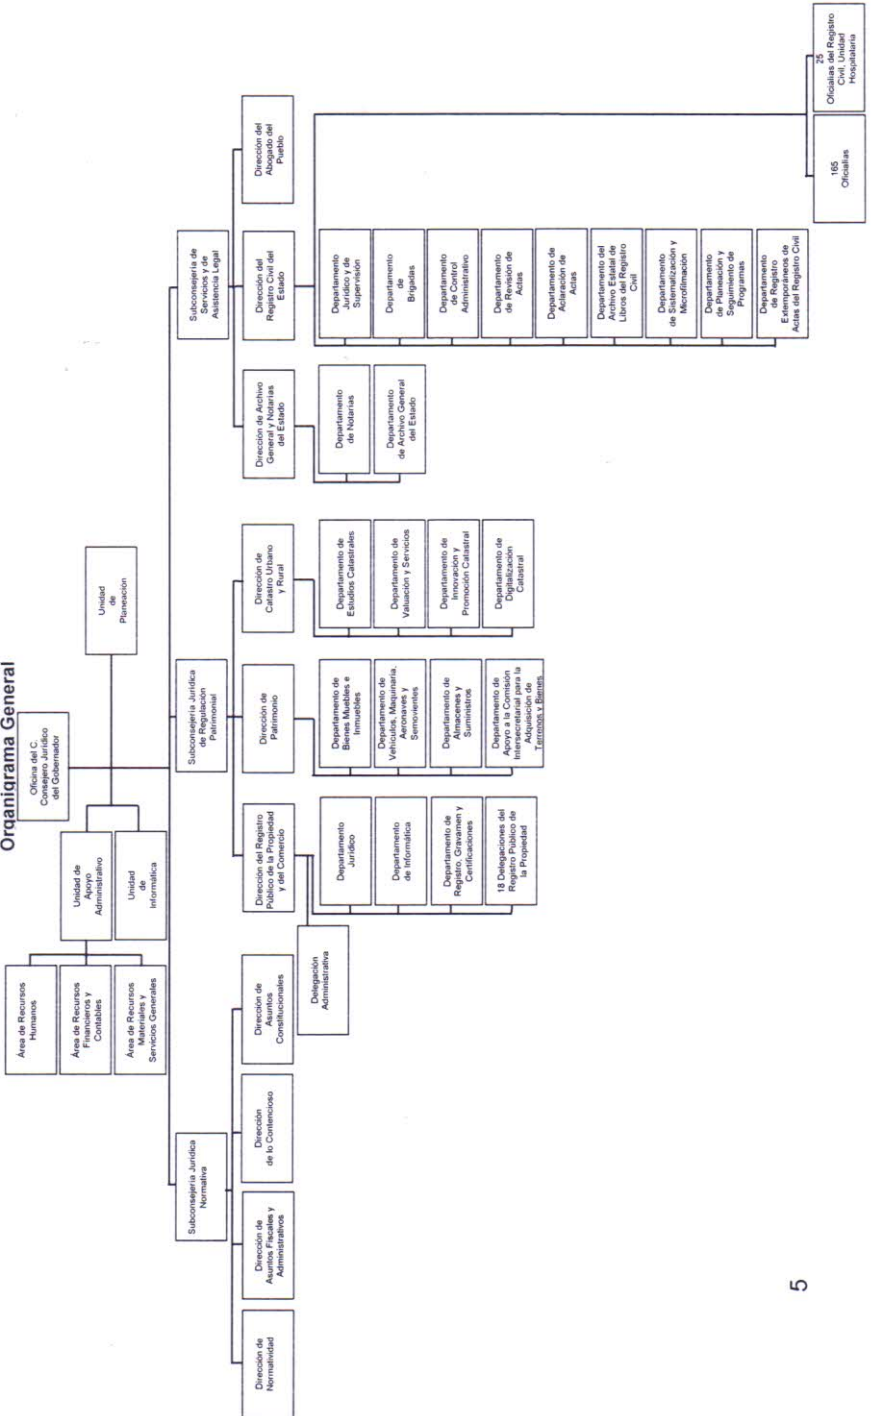 Organigrama General
Oficina del C.
Consejero Jurídico
del Gobernador
Unidad
de
Planeación
Unidad de
Apoyo
Administrativo
Unidad
de
Informática
Área de Recursos
Humanos
Área de Recursos
Financieros y
Contables
Área de Recursos
Materiales y
Servicios Generales
Subconsejería Jurídica
Normativa
Subconsejería Jurídica
de Regulación
Patrimonial
Subconsejería de
Servicios y de
Asistencia Legal
Dirección de
Normatividad
Dirección de
Asuntos Fiscales y
Administrativos
Dirección
de lo Contencioso
Dirección de
Asuntos
Constitucionales
Dirección del Registro
Público de la Propiedad
y del Comercio
Dirección de
Patrimonio
Dirección de
Catastro Urbano
y Rural
Dirección de Archivo
General y Notarías
del Estado
Dirección del
Registro Civil del
Estado
Dirección del
Abogado del
Pueblo
Delegación
Administrativa
Departamento
Jurídico
Departamento
de Informática
Departamento de
Registro, Gravamen y
Certificaciones
18 Delegaciones del
Registro Público de
la Propiedad
Departamento de
Bienes Muebles e
Inmuebles
Departamento de
Vehículos, Maquinaria,
Aeronaves y
Semovientes
Departamento de
Almacenes y
Suministros
Departamento de
Apoyo a la Comisión
Intersecretarial para la
Adquisición de
Terrenos y Bienes
Departamento de
Estudios Catastrales
Departamento de
Valuación y Servicios
Departamento de
Innovación y
Promoción Catastral
Departamento de
Digitalización
Catastral
Departamento
de Notarías
Departamento
de Archivo General
del Estado
Departamento
Jurídico y de
Supervisión
Departamento
de
Brigadas
Departamento
de Control
Administrativo
Departamento
de Revisión de
Actas
Departamento de
Aclaración de
Actas
Departamento del
Archivo Estatal de
Libros del Registro
Civil
Departamento
de Sistematización y
Microfilmación
Departamento
de Planeación y
Seguimiento de
Programas
Departamento
de Registro
Extemporáneos de
Actas del Registro Civil
165
Oficialías
25
Oficialías del Registro
Civil, Unidad
Hospitalaria
5